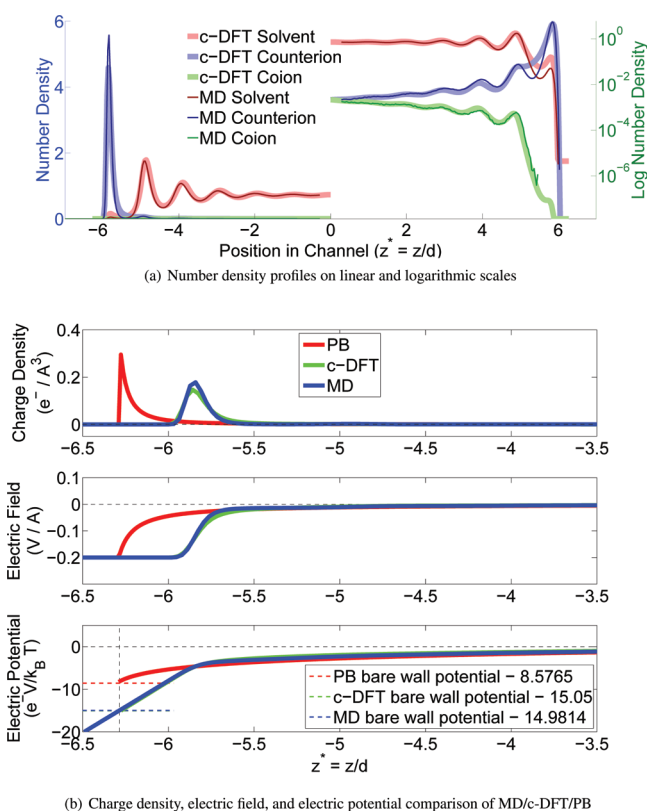 6
4
2
0
Number Density
c-DFT Solvent
c-DFT Counterion
c-DFT Coion
MD Solvent
MD Counterion
MD Coion
10^0
10^-2
10^-4
10^-6
Log Number Density
−6 −4 −2 0 2 4 6
Position in Channel (z* = z/d)
(a) Number density profiles on linear and logarithmic scales
Charge Density
(e− / A³)
0.4
0.2
0
PB
c-DFT
MD
−6.5 −6 −5.5 −5 −4.5 −4 −3.5
Electric Field
(V / A)
0.1
0
−0.1
−0.2
−6.5 −6 −5.5 −5 −4.5 −4 −3.5
Electric Potential
(e−V/k_B T)
0
−10
−20
PB bare wall potential − 8.5765
c-DFT bare wall potential − 15.05
MD bare wall potential − 14.9814
−6.5 −6 −5.5 −5 −4.5 −4 −3.5
z* = z/d
(b) Charge density, electric field, and electric potential comparison of MD/c-DFT/PB